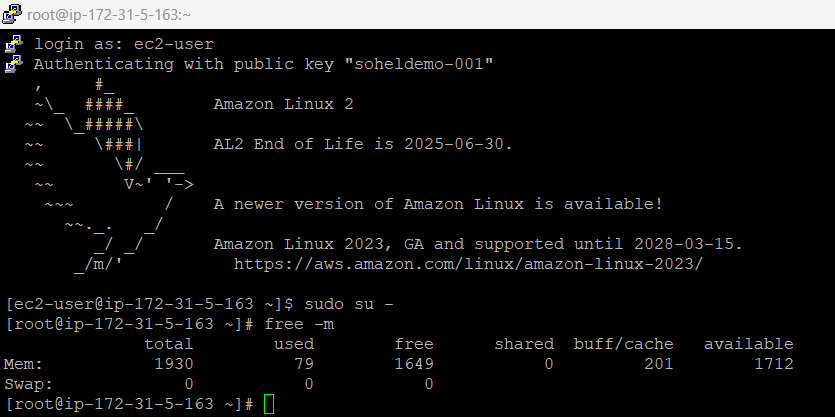 root@ip-172-31-5-163:~
login as: ec2-user
Authenticating with public key "soheldemo-001"
   ,     #_
   ~\_  ####_        Amazon Linux 2
  ~~  \_#####\
  ~~     \###|       AL2 End of Life is 2025-06-30.
  ~~       \#/ ___
   ~~       V~' '->
    ~~~         /    A newer version of Amazon Linux is available!
      ~~._.   _/
         _/ _/       Amazon Linux 2023, GA and supported until 2028-03-15.
       _/m/'           https://aws.amazon.com/linux/amazon-linux-2023/
[ec2-user@ip-172-31-5-163 ~]$ sudo su -
[root@ip-172-31-5-163 ~]# free -m
              total        used        free      shared  buff/cache   available
Mem:           1930          79        1649           0         201        1712
Swap:             0           0           0
[root@ip-172-31-5-163 ~]#